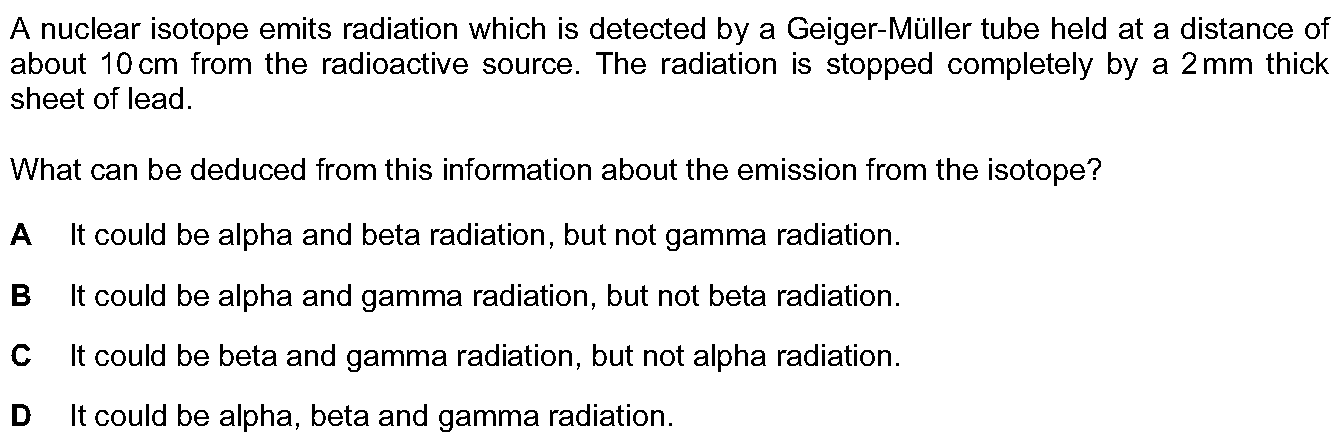 A nuclear isotope emits radiation which is detected by a Geiger-Müller tube held at a distance of
about 10 cm from the radioactive source. The radiation is stopped completely by a 2 mm thick
sheet of lead.
What can be deduced from this information about the emission from the isotope?
A It could be alpha and beta radiation, but not gamma radiation.
B It could be alpha and gamma radiation, but not beta radiation.
C It could be beta and gamma radiation, but not alpha radiation.
D It could be alpha, beta and gamma radiation.